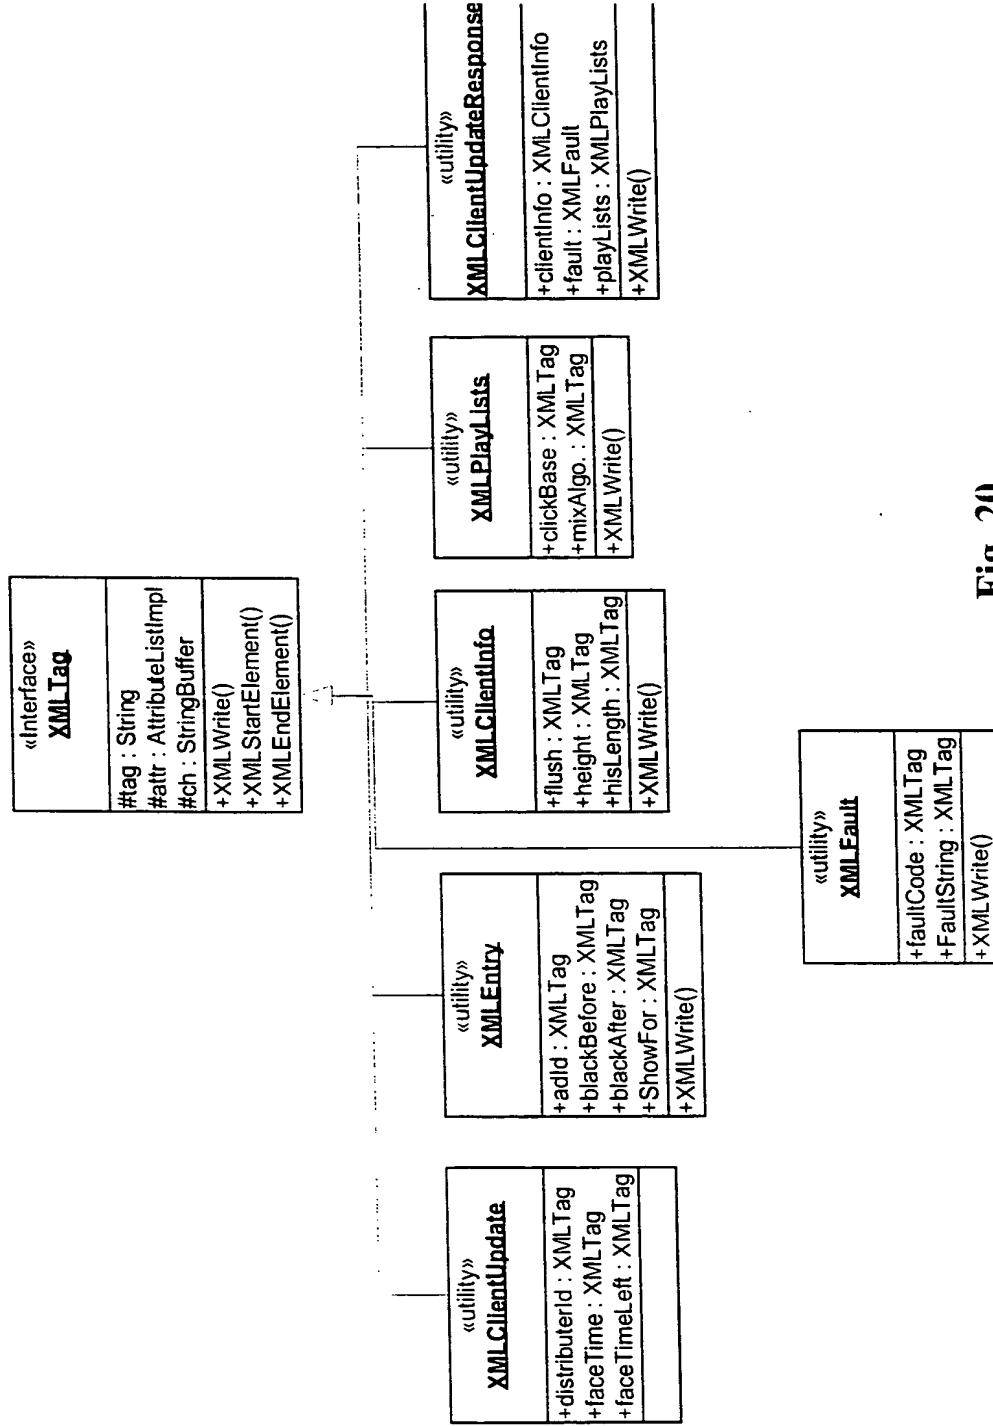 «Interface»
XMLTag
#tag : String
#attr : AttributeListImpl
#ch : StringBuffer
+XMLWrite()
+XMLStartElement()
+XMLEndElement()
«utility»
XMLClientUpdate
+distributerId : XMLTag
+faceTime : XMLTag
+faceTimeLeft : XMLTag
«utility»
XMLEntry
+adId : XMLTag
+blackBefore : XMLTag
+blackAfter : XMLTag
+ShowFor : XMLTag
+XMLWrite()
«utility»
XMLClientInfo
+flush : XMLTag
+height : XMLTag
+hisLength : XMLTag
+XMLWrite()
«utility»
XMLPlayLists
+clickBase : XMLTag
+mixAlgo. : XMLTag
+XMLWrite()
«utility»
XMLClientUpdateResponse
+clientInfo : XMLClientInfo
+fault : XMLFault
+playLists : XMLPlayLists
+XMLWrite()
«utility»
XMLFault
+faultCode : XMLTag
+FaultString : XMLTag
+XMLWrite()
Fig. 20